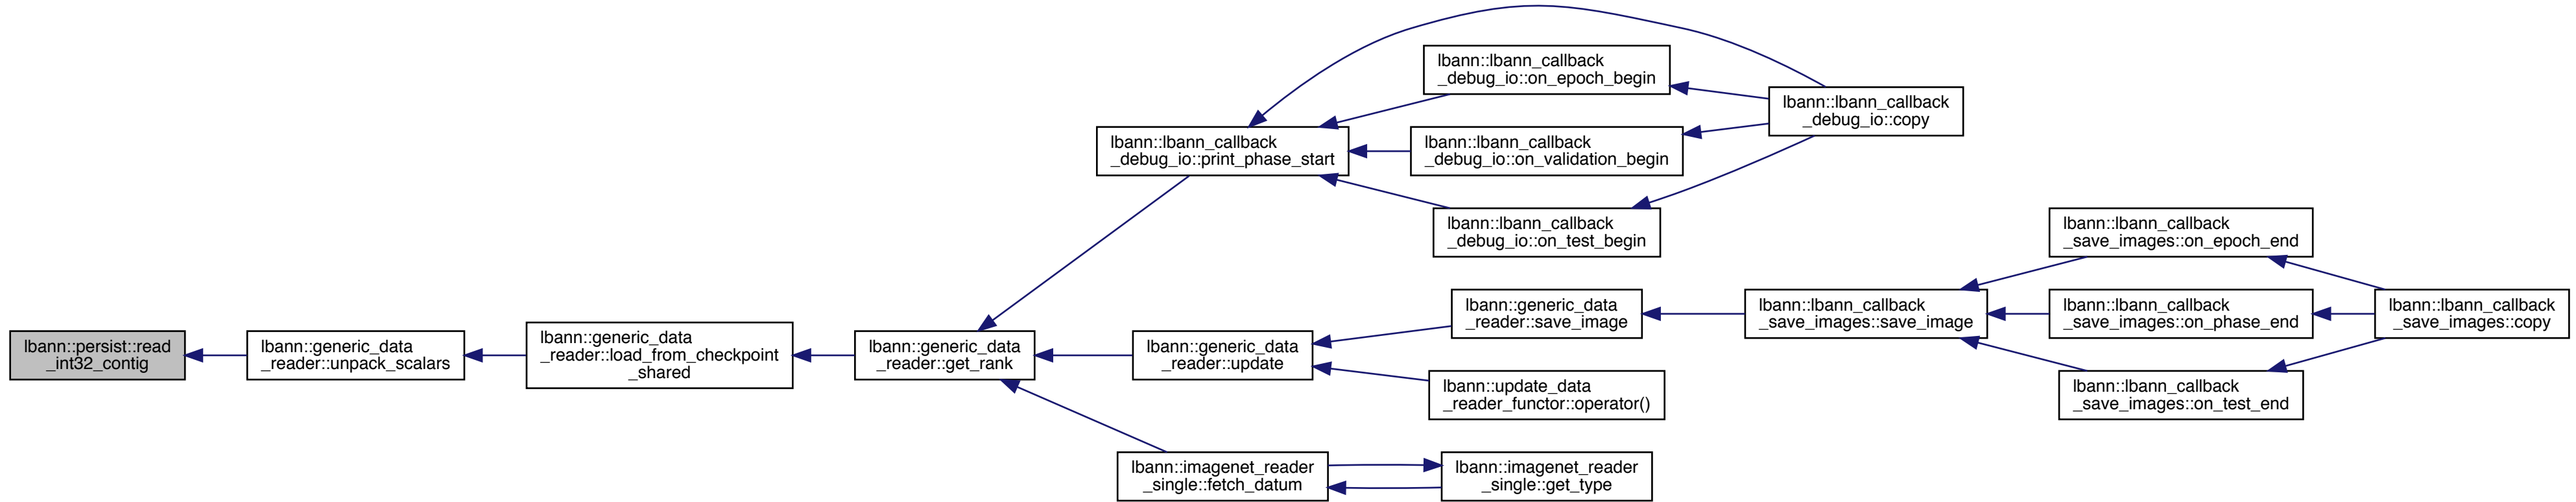 lbann::persist::read
_int32_contig
lbann::generic_data
_reader::unpack_scalars
lbann::generic_data
_reader::load_from_checkpoint
_shared
lbann::generic_data
_reader::get_rank
lbann::lbann_callback
_debug_io::print_phase_start
lbann::lbann_callback
_debug_io::on_epoch_begin
lbann::lbann_callback
_debug_io::on_validation_begin
lbann::lbann_callback
_debug_io::on_test_begin
lbann::lbann_callback
_debug_io::copy
lbann::generic_data
_reader::update
lbann::generic_data
_reader::save_image
lbann::update_data
_reader_functor::operator()
lbann::lbann_callback
_save_images::save_image
lbann::lbann_callback
_save_images::on_epoch_end
lbann::lbann_callback
_save_images::on_phase_end
lbann::lbann_callback
_save_images::on_test_end
lbann::lbann_callback
_save_images::copy
lbann::imagenet_reader
_single::fetch_datum
lbann::imagenet_reader
_single::get_type